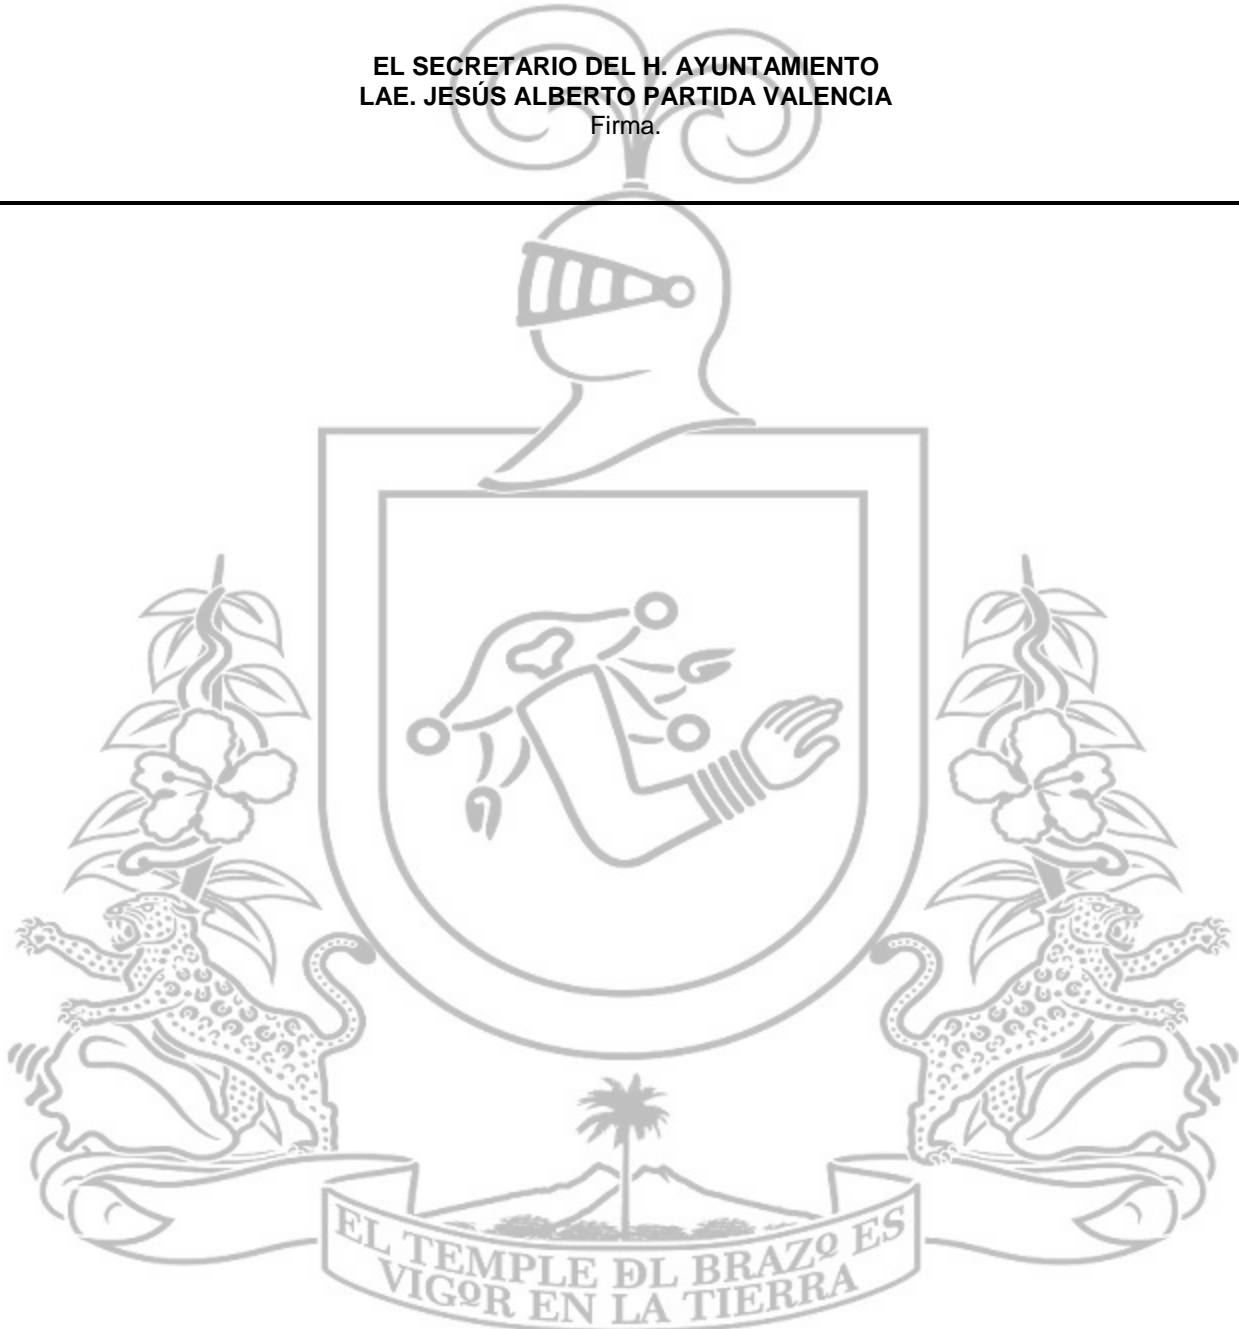 EL SECRETARIO DEL H. AYUNTAMIENTO
LAE. JESÚS ALBERTO PARTIDA VALENCIA
Firma.
EL TEMPLE DL BRAZO ES
VIGOR EN LA TIERRA